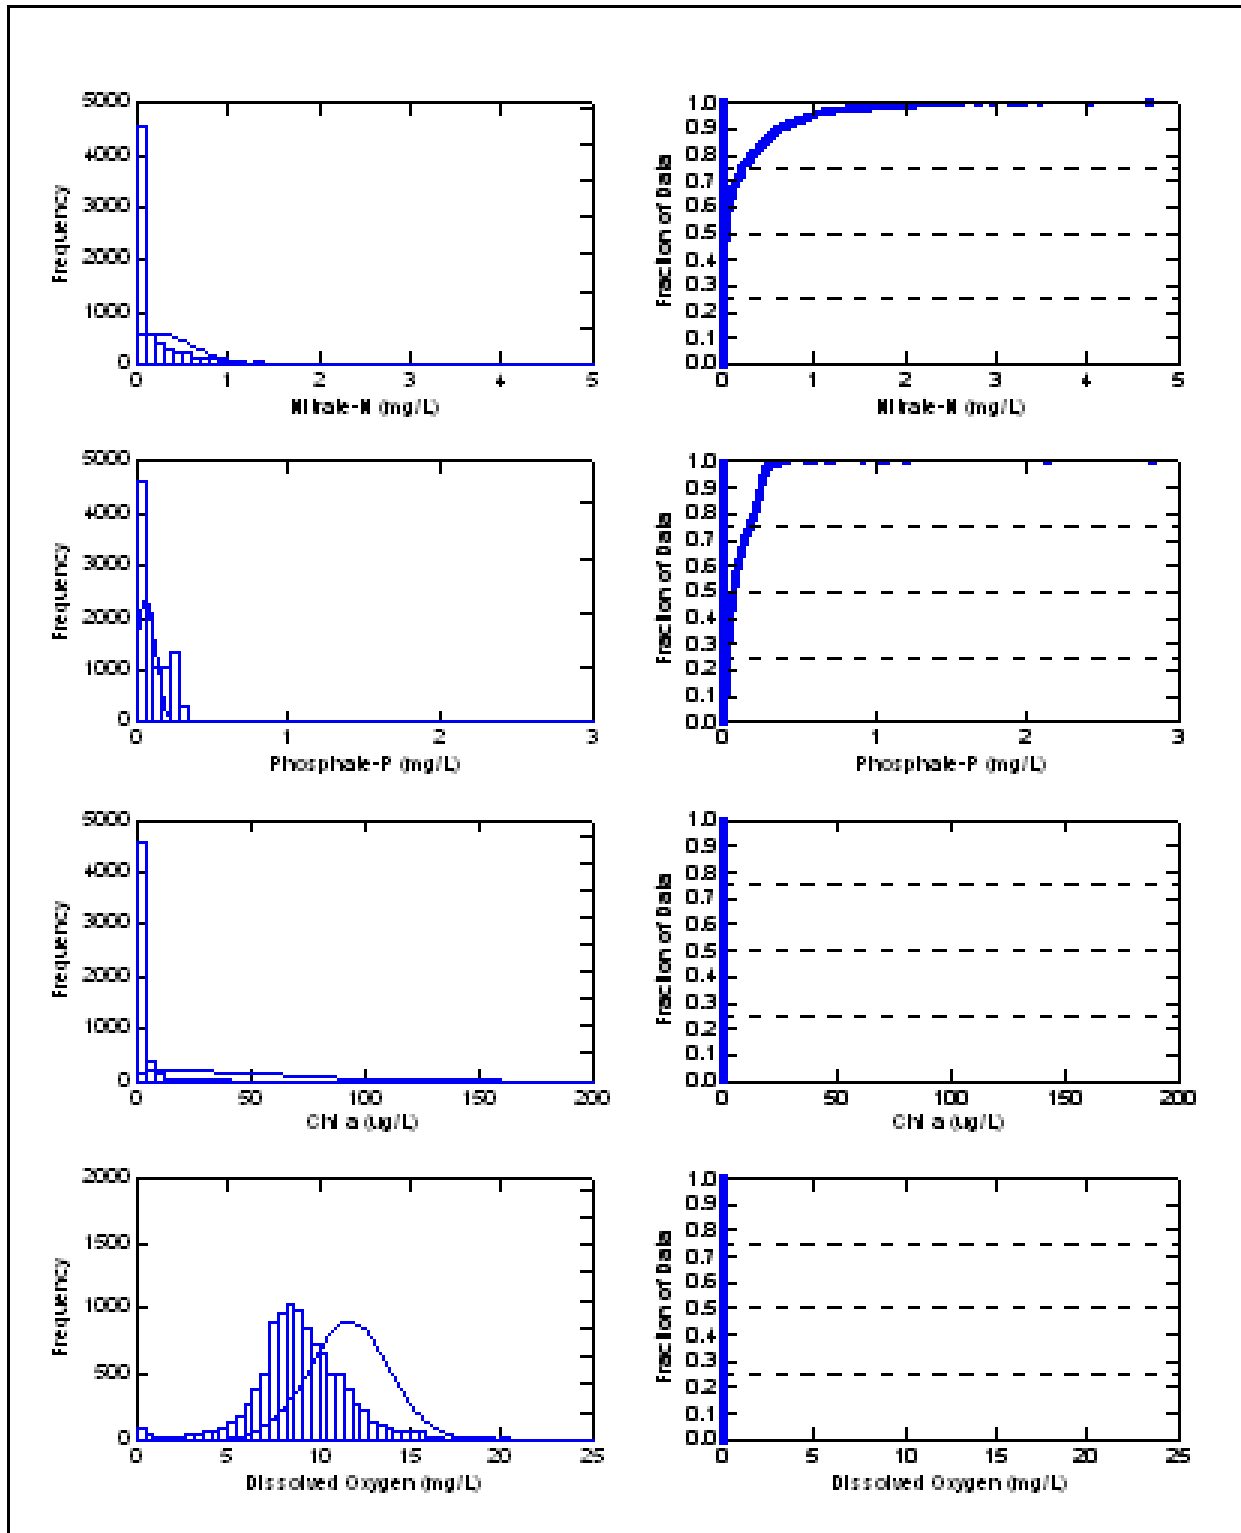 5000
4000
3000
2000
1000
0
Frequency
0 1 2 3 4 5
Nitrate-N (mg/L)
1.0
0.9
0.8
0.7
0.6
0.5
0.4
0.3
0.2
0.1
0.0
Fraction of Data
0 1 2 3 4 5
Nitrate-N (mg/L)
5000
4000
3000
2000
1000
0
Frequency
0 1 2 3
Phosphate-P (mg/L)
1.0
0.9
0.8
0.7
0.6
0.5
0.4
0.3
0.2
0.1
0.0
Fraction of Data
0 1 2 3
Phosphate-P (mg/L)
5000
4000
3000
2000
1000
0
Frequency
0 50 100 150 200
Chl a (ug/L)
1.0
0.9
0.8
0.7
0.6
0.5
0.4
0.3
0.2
0.1
0.0
Fraction of Data
0 50 100 150 200
Chl a (ug/L)
2000
1500
1000
500
0
Frequency
0 5 10 15 20 25
Dissolved Oxygen (mg/L)
1.0
0.9
0.8
0.7
0.6
0.5
0.4
0.3
0.2
0.1
0.0
Fraction of Data
0 5 10 15 20 25
Dissolved Oxygen (mg/L)